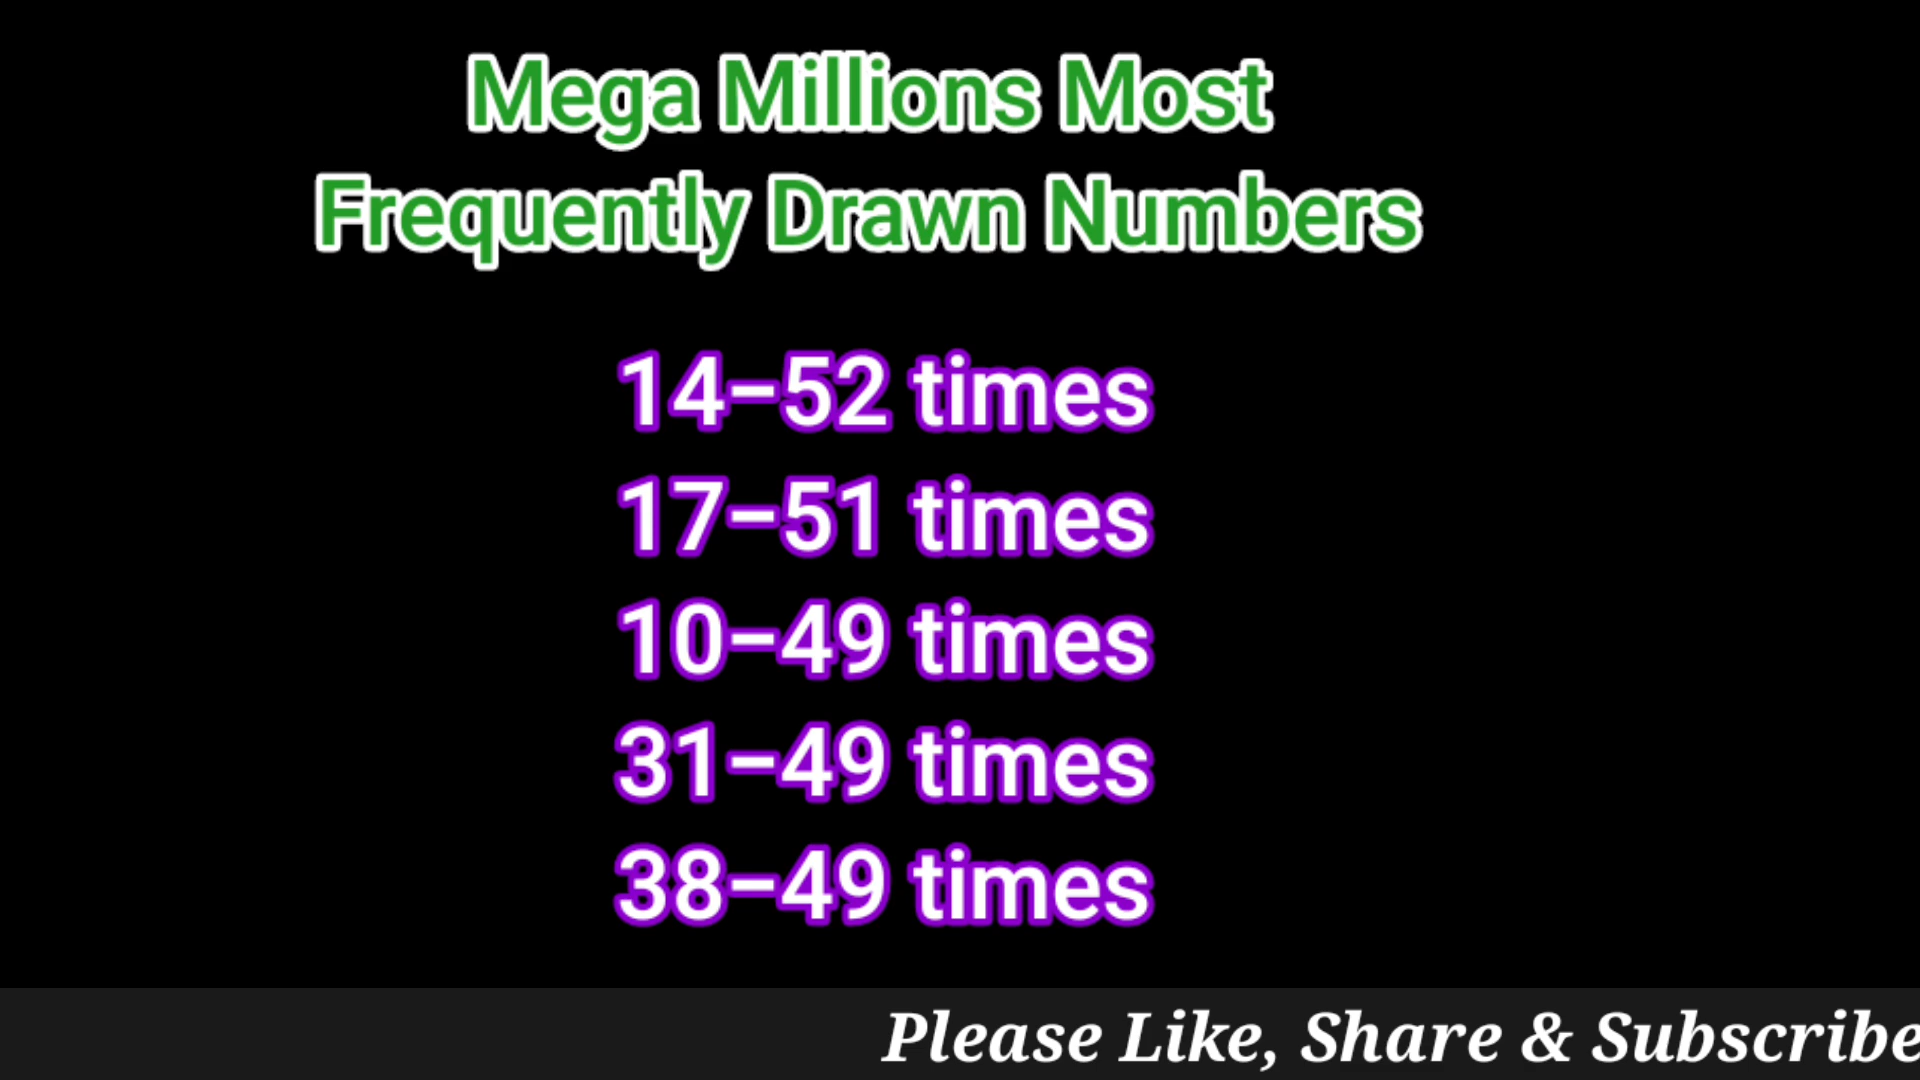 Mega Millions Most
Frequently Drawn Numbers
14–52 times
17–51 times
10–49 times
31–49 times
38–49 times
Please Like, Share & Subscribe